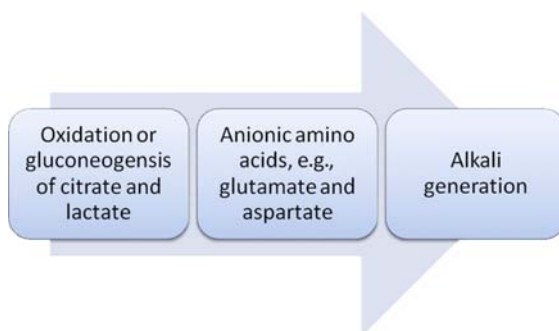 Oxidation or
gluconeogensis
of citrate and
lactate
Anionic amino
acids, e.g.,
glutamate and
aspartate
Alkali
generation